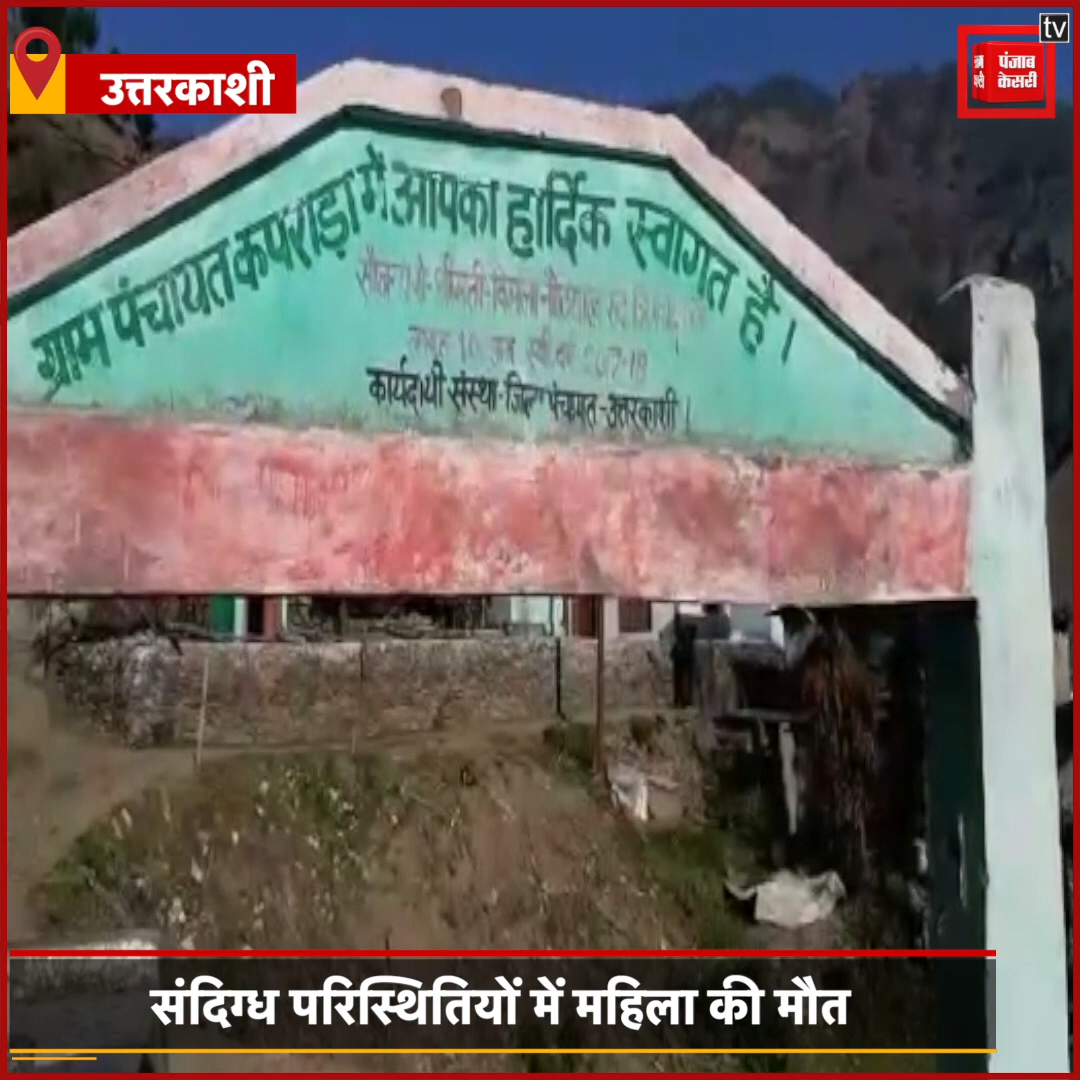 उत्तरकाशी
tv
पंजाब
केसरी
ग्राम पंचायत कपराड़ा में आपका हार्दिक स्वागत है।
कार्यदायी संस्था-जिला पंचायत-उत्तरकाशी।
संदिग्ध परिस्थितियों में महिला की मौत